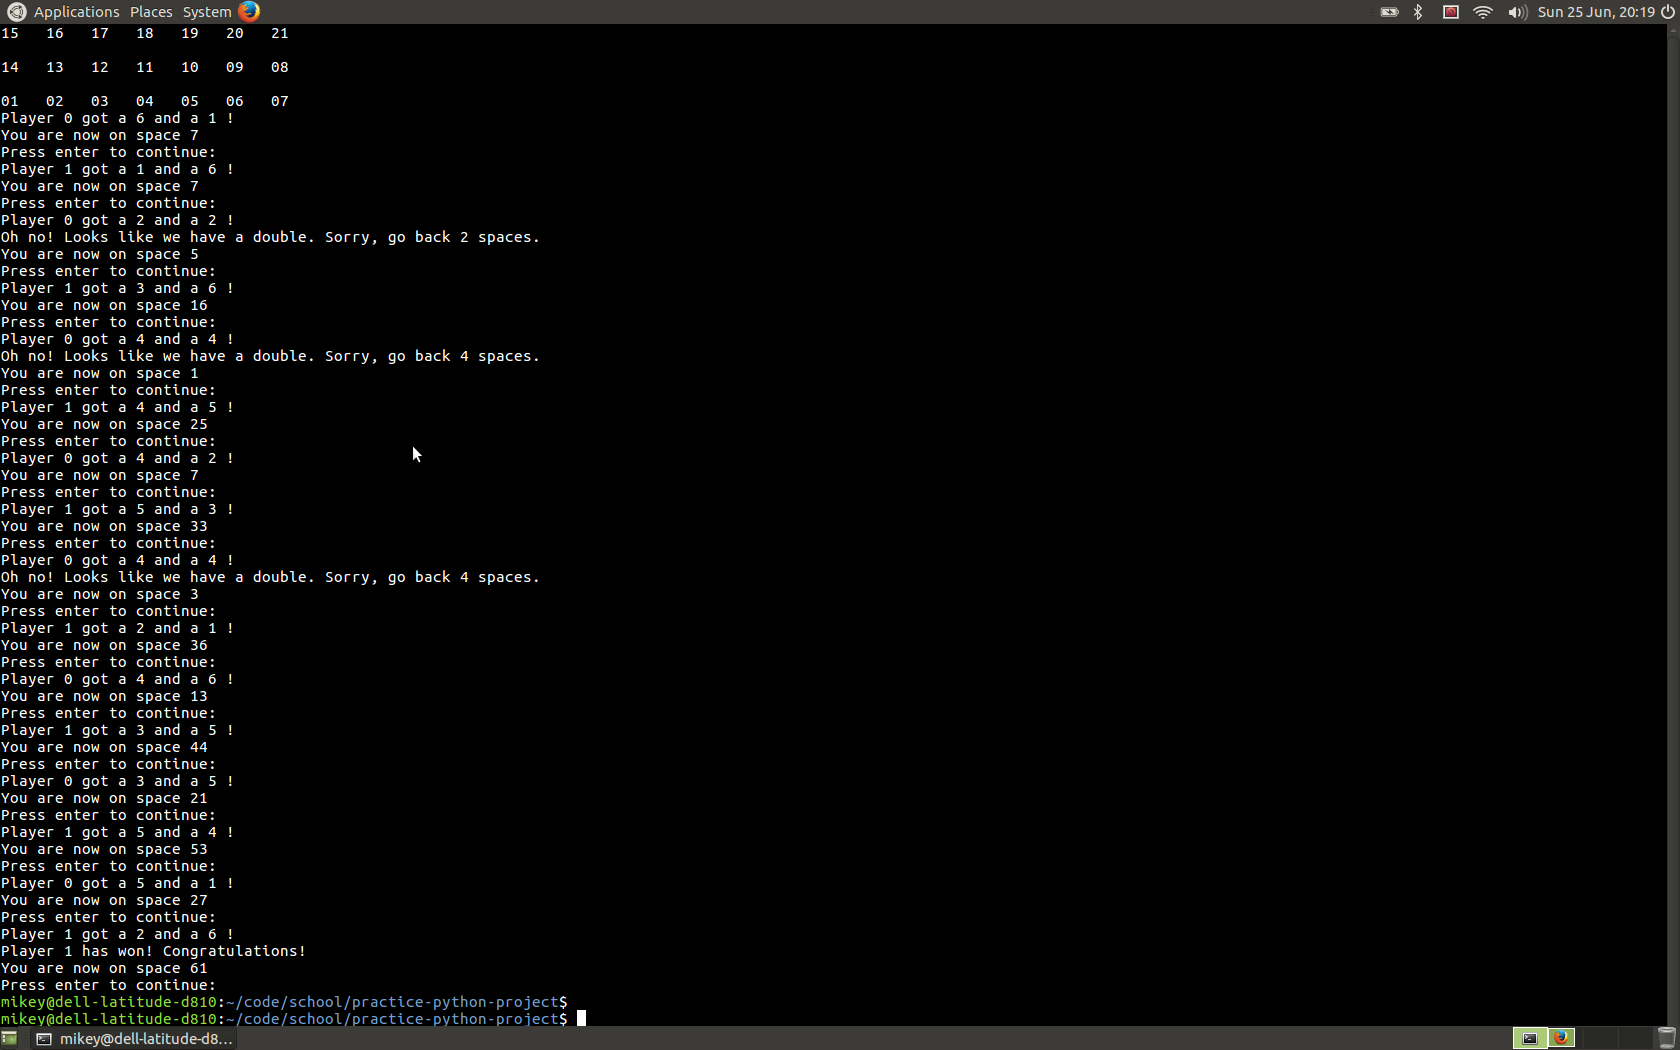 Applications Places System Sun 25 Jun, 20:19
15 16 17 18 19 20 21
14 13 12 11 10 09 08
01 02 03 04 05 06 07
Player 0 got a 6 and a 1 !
You are now on space 7
Press enter to continue:
Player 1 got a 1 and a 6 !
You are now on space 7
Press enter to continue:
Player 0 got a 2 and a 2 !
Oh no! Looks like we have a double. Sorry, go back 2 spaces.
You are now on space 5
Press enter to continue:
Player 1 got a 3 and a 6 !
You are now on space 16
Press enter to continue:
Player 0 got a 4 and a 4 !
Oh no! Looks like we have a double. Sorry, go back 4 spaces.
You are now on space 1
Press enter to continue:
Player 1 got a 4 and a 5 !
You are now on space 25
Press enter to continue:
Player 0 got a 4 and a 2 !
You are now on space 7
Press enter to continue:
Player 1 got a 5 and a 3 !
You are now on space 33
Press enter to continue:
Player 0 got a 4 and a 4 !
Oh no! Looks like we have a double. Sorry, go back 4 spaces.
You are now on space 3
Press enter to continue:
Player 1 got a 2 and a 1 !
You are now on space 36
Press enter to continue:
Player 0 got a 4 and a 6 !
You are now on space 13
Press enter to continue:
Player 1 got a 3 and a 5 !
You are now on space 44
Press enter to continue:
Player 0 got a 3 and a 5 !
You are now on space 21
Press enter to continue:
Player 1 got a 5 and a 4 !
You are now on space 53
Press enter to continue:
Player 0 got a 5 and a 1 !
You are now on space 27
Press enter to continue:
Player 1 got a 2 and a 6 !
Player 1 has won! Congratulations!
You are now on space 61
Press enter to continue:
mikey@dell-latitude-d810:~/code/school/practice-python-project$
mikey@dell-latitude-d810:~/code/school/practice-python-project$
mikey@dell-latitude-d8...